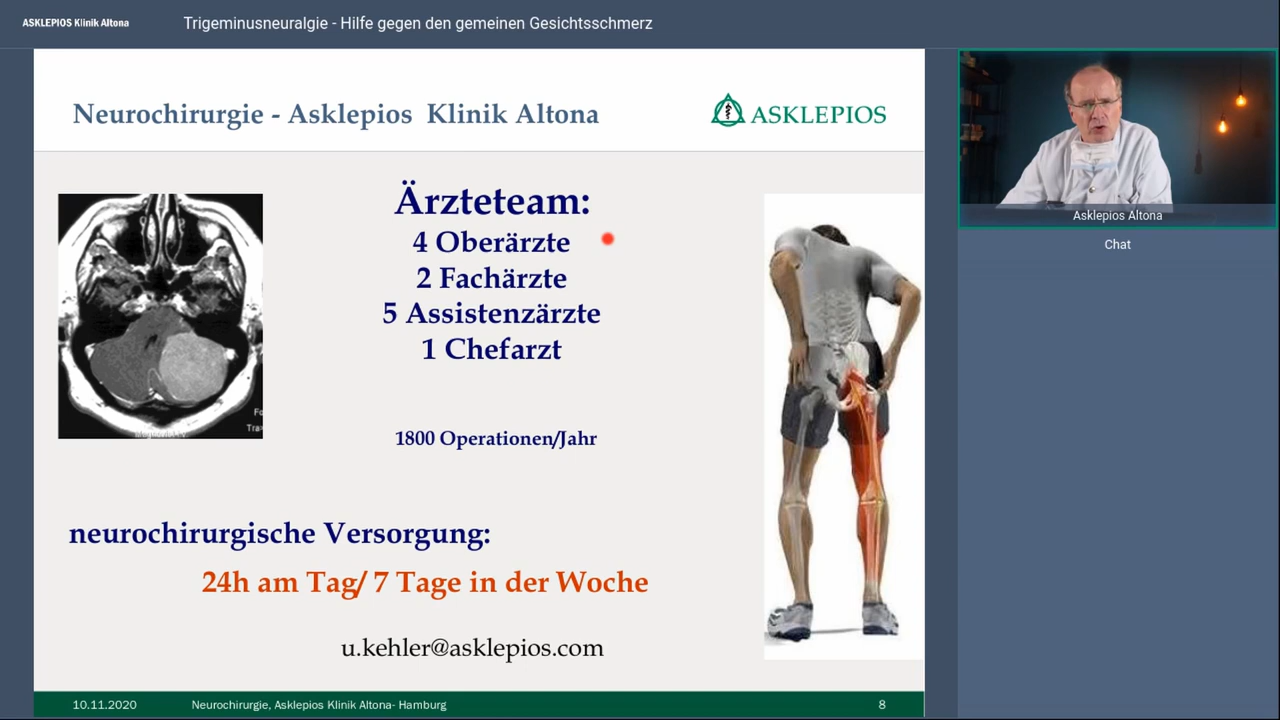 ASKLEPIOS Klinik Altona
Trigeminusneuralgie - Hilfe gegen den gemeinen Gesichtsschmerz
Neurochirurgie - Asklepios Klinik Altona
ASKLEPIOS
Ärzteteam:
4 Oberärzte
2 Fachärzte
5 Assistenzärzte
1 Chefarzt
1800 Operationen/Jahr
Fo
Tra>
neurochirurgische Versorgung:
24h am Tag/ 7 Tage in der Woche
u.kehler@asklepios.com
10.11.2020
Neurochirurgie, Asklepios Klinik Altona- Hamburg
8
Asklepios Altona
Chat